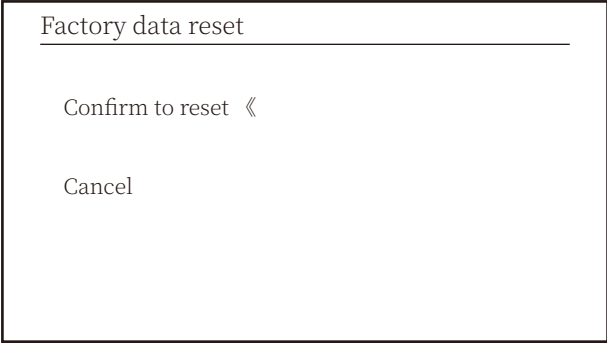 Factory data reset
Confirm to reset 《
Cancel